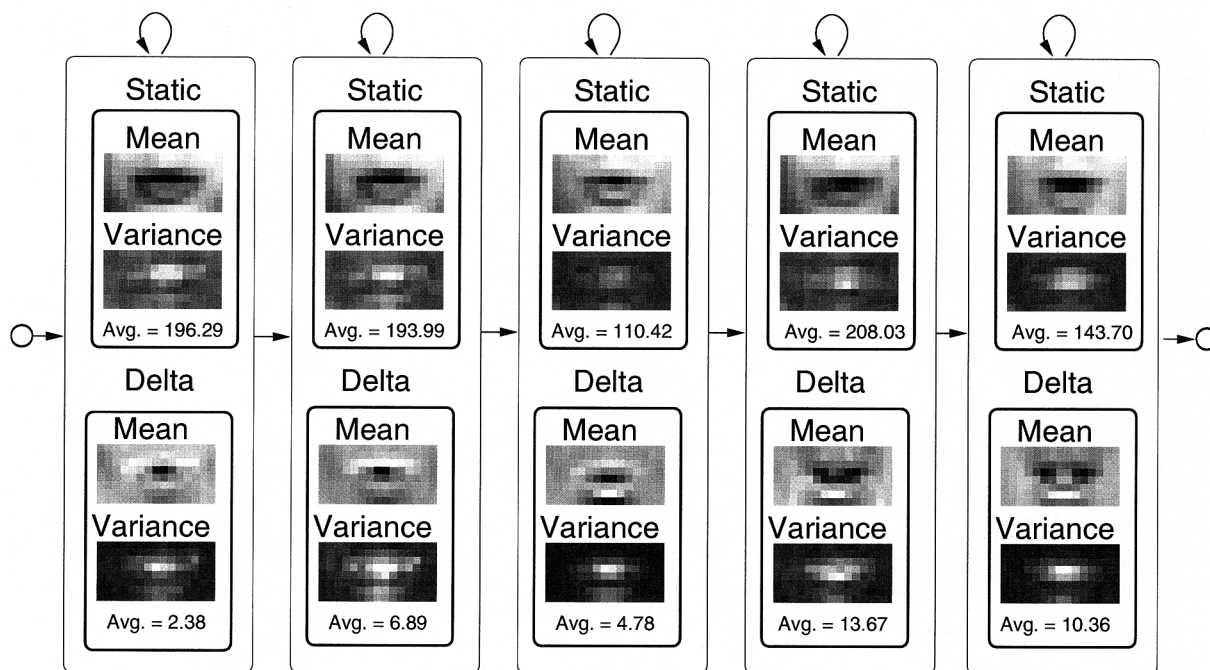 Static
Mean
Variance
Avg. = 196.29
Delta
Mean
Variance
Avg. = 2.38
Static
Mean
Variance
Avg. = 193.99
Delta
Mean
Variance
Avg. = 6.89
Static
Mean
Variance
Avg. = 110.42
Delta
Mean
Variance
Avg. = 4.78
Static
Mean
Variance
Avg. = 208.03
Delta
Mean
Variance
Avg. = 13.67
Static
Mean
Variance
Avg. = 143.70
Delta
Mean
Variance
Avg. = 10.36